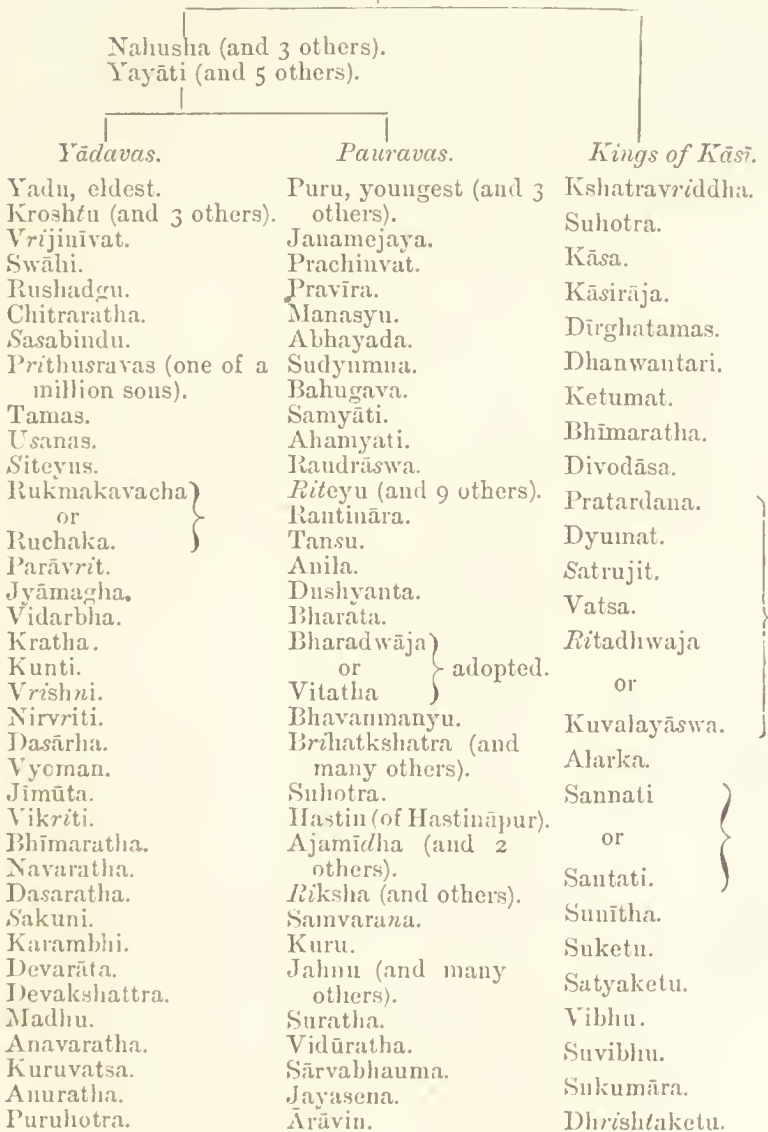 Nahusha (and 3 others).
Yayāti (and 5 others).
Yādavas.
Yadu, eldest.
Kroshtu (and 3 others).
Vrijinīvat.
Swāhi.
Rushadgu.
Chitraratha.
Sasabindu.
Prithusravas (one of a
million sons).
Tamas.
Usanas.
Siteyus.
Rukmakavacha
or
Ruchaka.
Parāvrit.
Jyāmagha.
Vidarbha.
Kratha.
Kunti.
Vrishni.
Nirvriti.
Dasārha.
Vyoman.
Jīmūta.
Vikriti.
Bhīmaratha.
Navaratha.
Dasaratha.
Sakuni.
Karambhi.
Devarāta.
Devakshattra.
Madhu.
Anavaratha.
Kuruvatsa.
Anuratha.
Puruhotra.
Pauravas.
Puru, youngest (and 3
others).
Janamejaya.
Prachinvat.
Pravīra.
Manasyu.
Abhayada.
Sudyumna.
Bahugava.
Samyāti.
Ahamyati.
Raudrāswa.
Riteyu (and 9 others).
Rantināra.
Tansu.
Anila.
Dushyanta.
Bharata.
Bharadwāja
or
Vitatha
adopted.
Bhavanmanyu.
Brihatkshatra (and
many others).
Suhotra.
Hastin (of Hastināpur).
Ajamīdha (and 2
others).
Riksha (and others).
Samvarana.
Kuru.
Jahnu (and many
others).
Suratha.
Vidūratha.
Sārvabhauma.
Jayasena.
Ārāvin.
Kings of Kāsī.
Kshatravriddha.
Suhotra.
Kāsa.
Kāsirāja.
Dīrghatamas.
Dhanwantari.
Ketumat.
Bhīmaratha.
Divodāsa.
Pratardana.
Dyumat.
Satrujit.
Vatsa.
Ritadhwaja
or
Kuvalayāswa.
Alarka.
Sannati
or
Santati.
Sunītha.
Suketu.
Satyaketu.
Vibhu.
Suvibhu.
Sukumāra.
Dhrishtaketu.